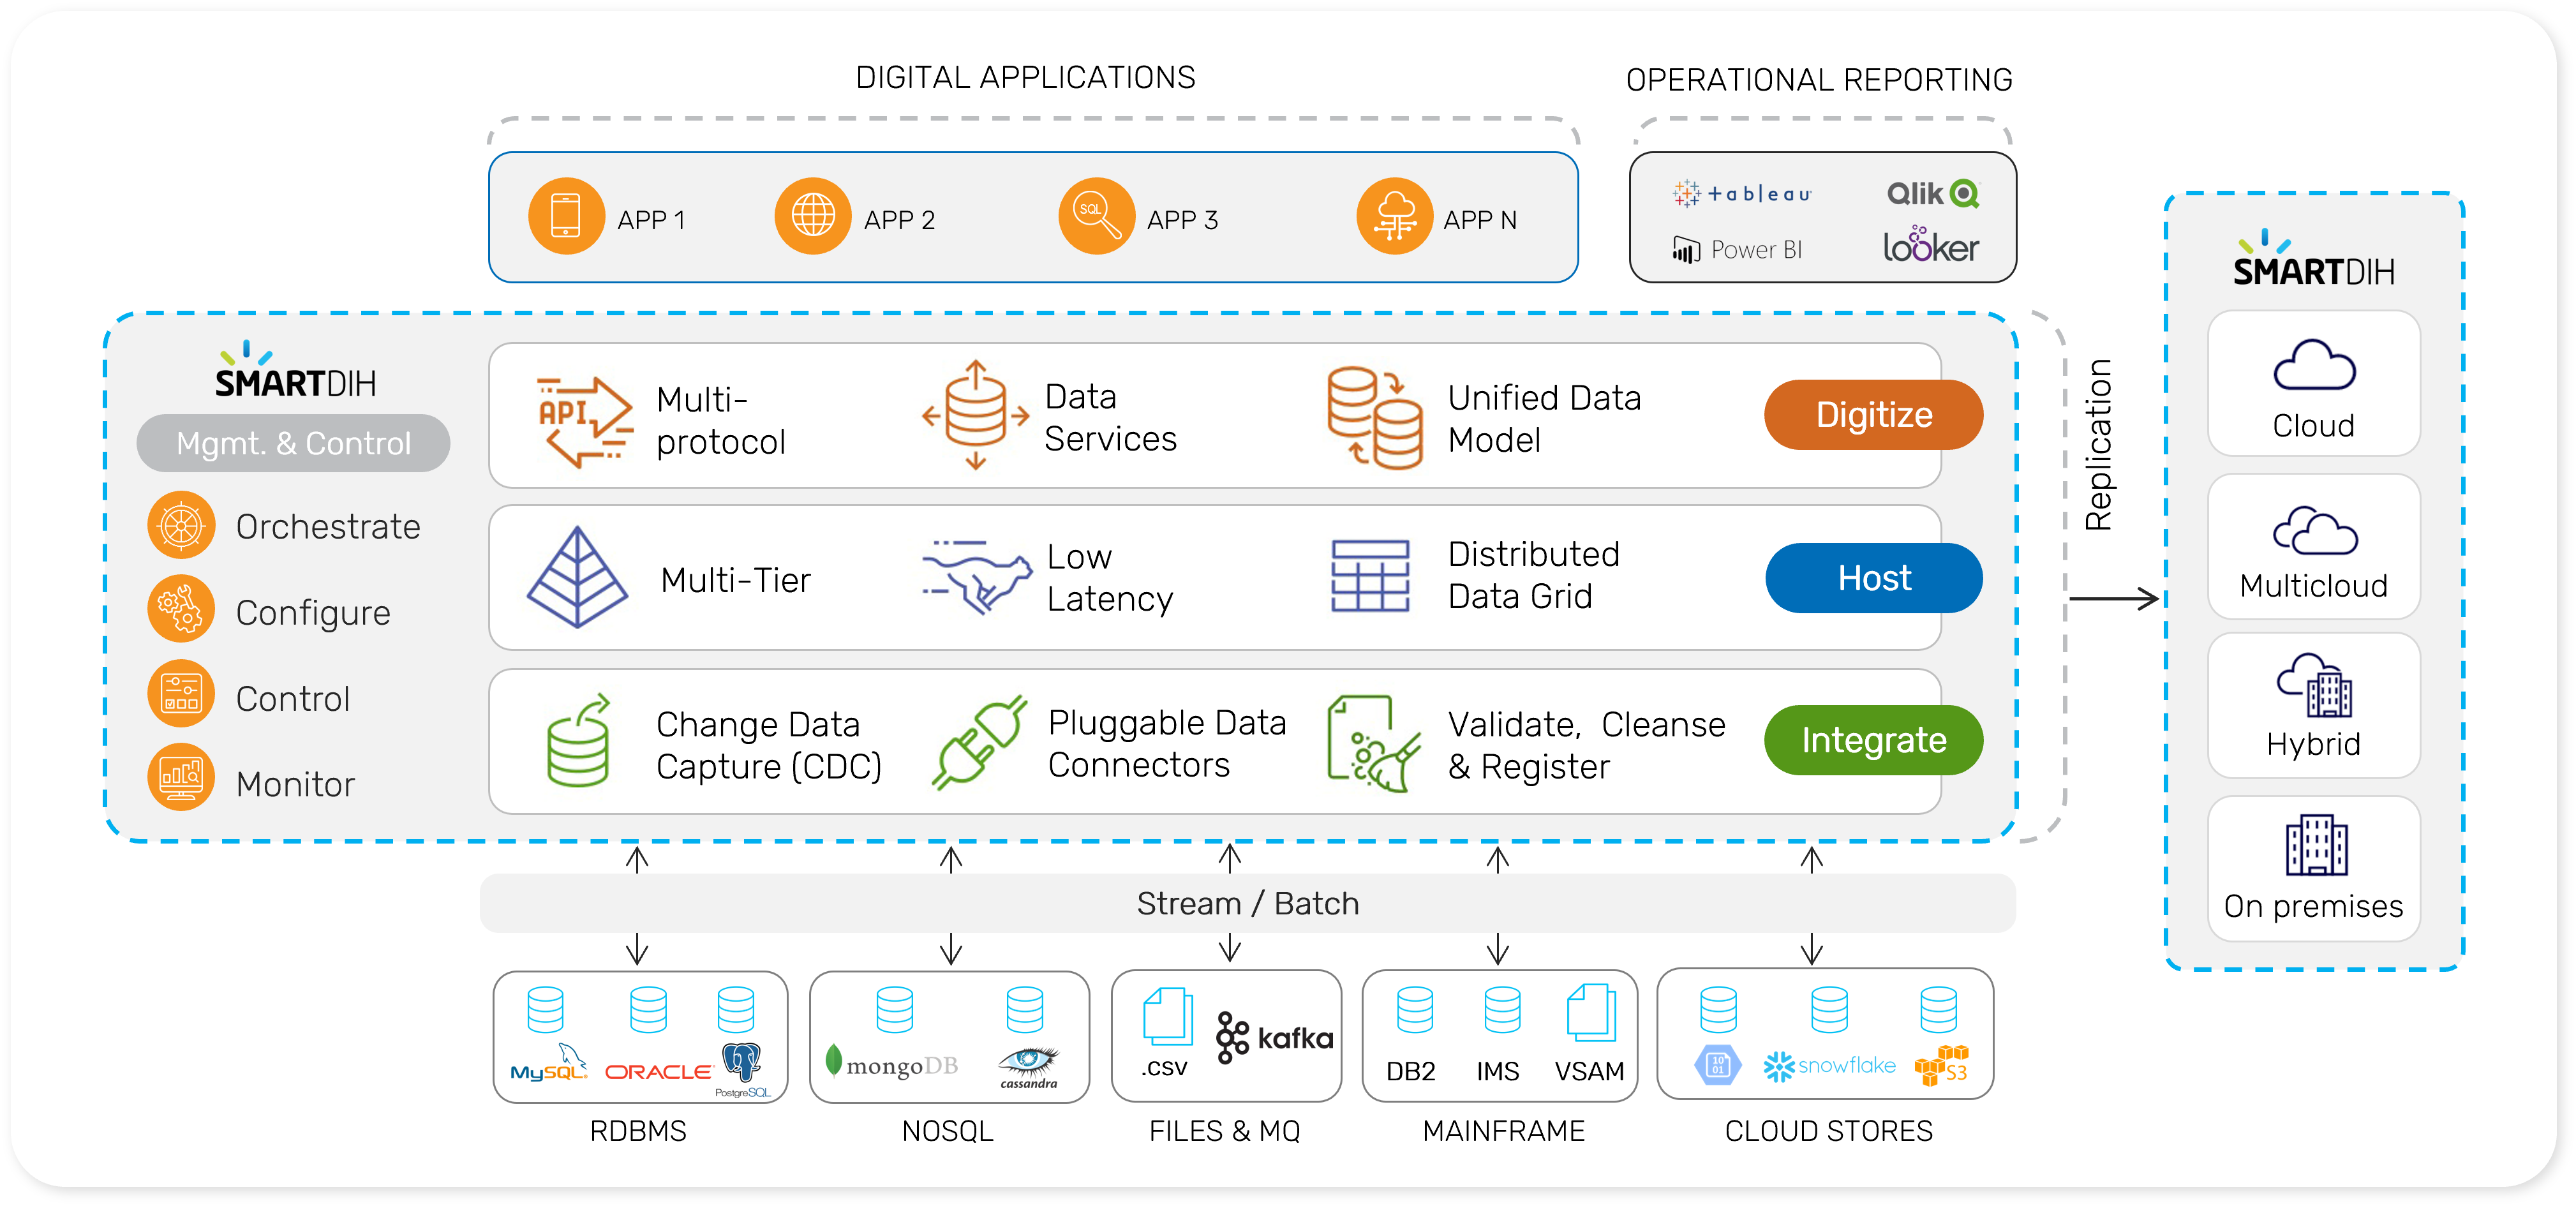 DIGITAL APPLICATIONS
OPERATIONAL REPORTING
APP 1
APP 2
SQL
APP 3
APP N
+ableau
Qlik
Power BI
looker
SMARTDIH
Mgmt. & Control
Orchestrate
Configure
Control
Monitor
API
Multi-
protocol
Data
Services
Unified Data
Model
Digitize
Multi-Tier
Low
Latency
Distributed
Data Grid
Host
Change Data
Capture (CDC)
Pluggable Data
Connectors
Validate, Cleanse
& Register
Integrate
Replication
SMARTDIH
Cloud
Multicloud
Hybrid
On premises
Stream / Batch
MySQL
ORACLE
PostgreSQL
mongoDB
cassandra
.csv
kafka
DB2
IMS
VSAM
10
01
snowflake
S3
RDBMS
NOSQL
FILES & MQ
MAINFRAME
CLOUD STORES